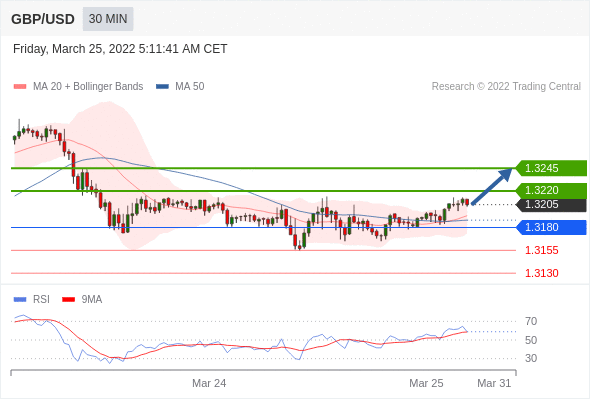 GBP/USD 30 MIN
Friday, March 25, 2022 5:11:41 AM CET
MA 20 + Bollinger Bands MA 50 Research © 2022 Trading Central
1.3245
1.3220
1.3205
1.3180
1.3155
1.3130
RSI 9MA
70
50
30
Mar 24 Mar 25 Mar 31